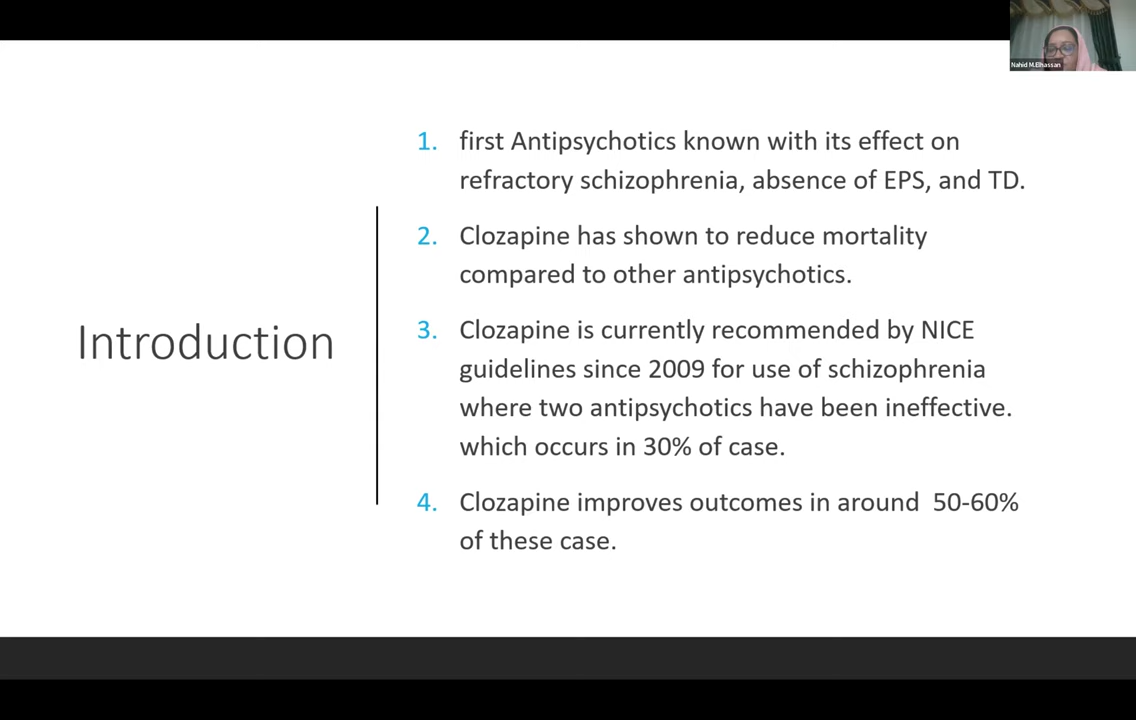 Nahid M.Elhassan
Introduction
1. first Antipsychotics known with its effect on
refractory schizophrenia, absence of EPS, and TD.
2. Clozapine has shown to reduce mortality
compared to other antipsychotics.
3. Clozapine is currently recommended by NICE
guidelines since 2009 for use of schizophrenia
where two antipsychotics have been ineffective.
which occurs in 30% of case.
4. Clozapine improves outcomes in around 50-60%
of these case.